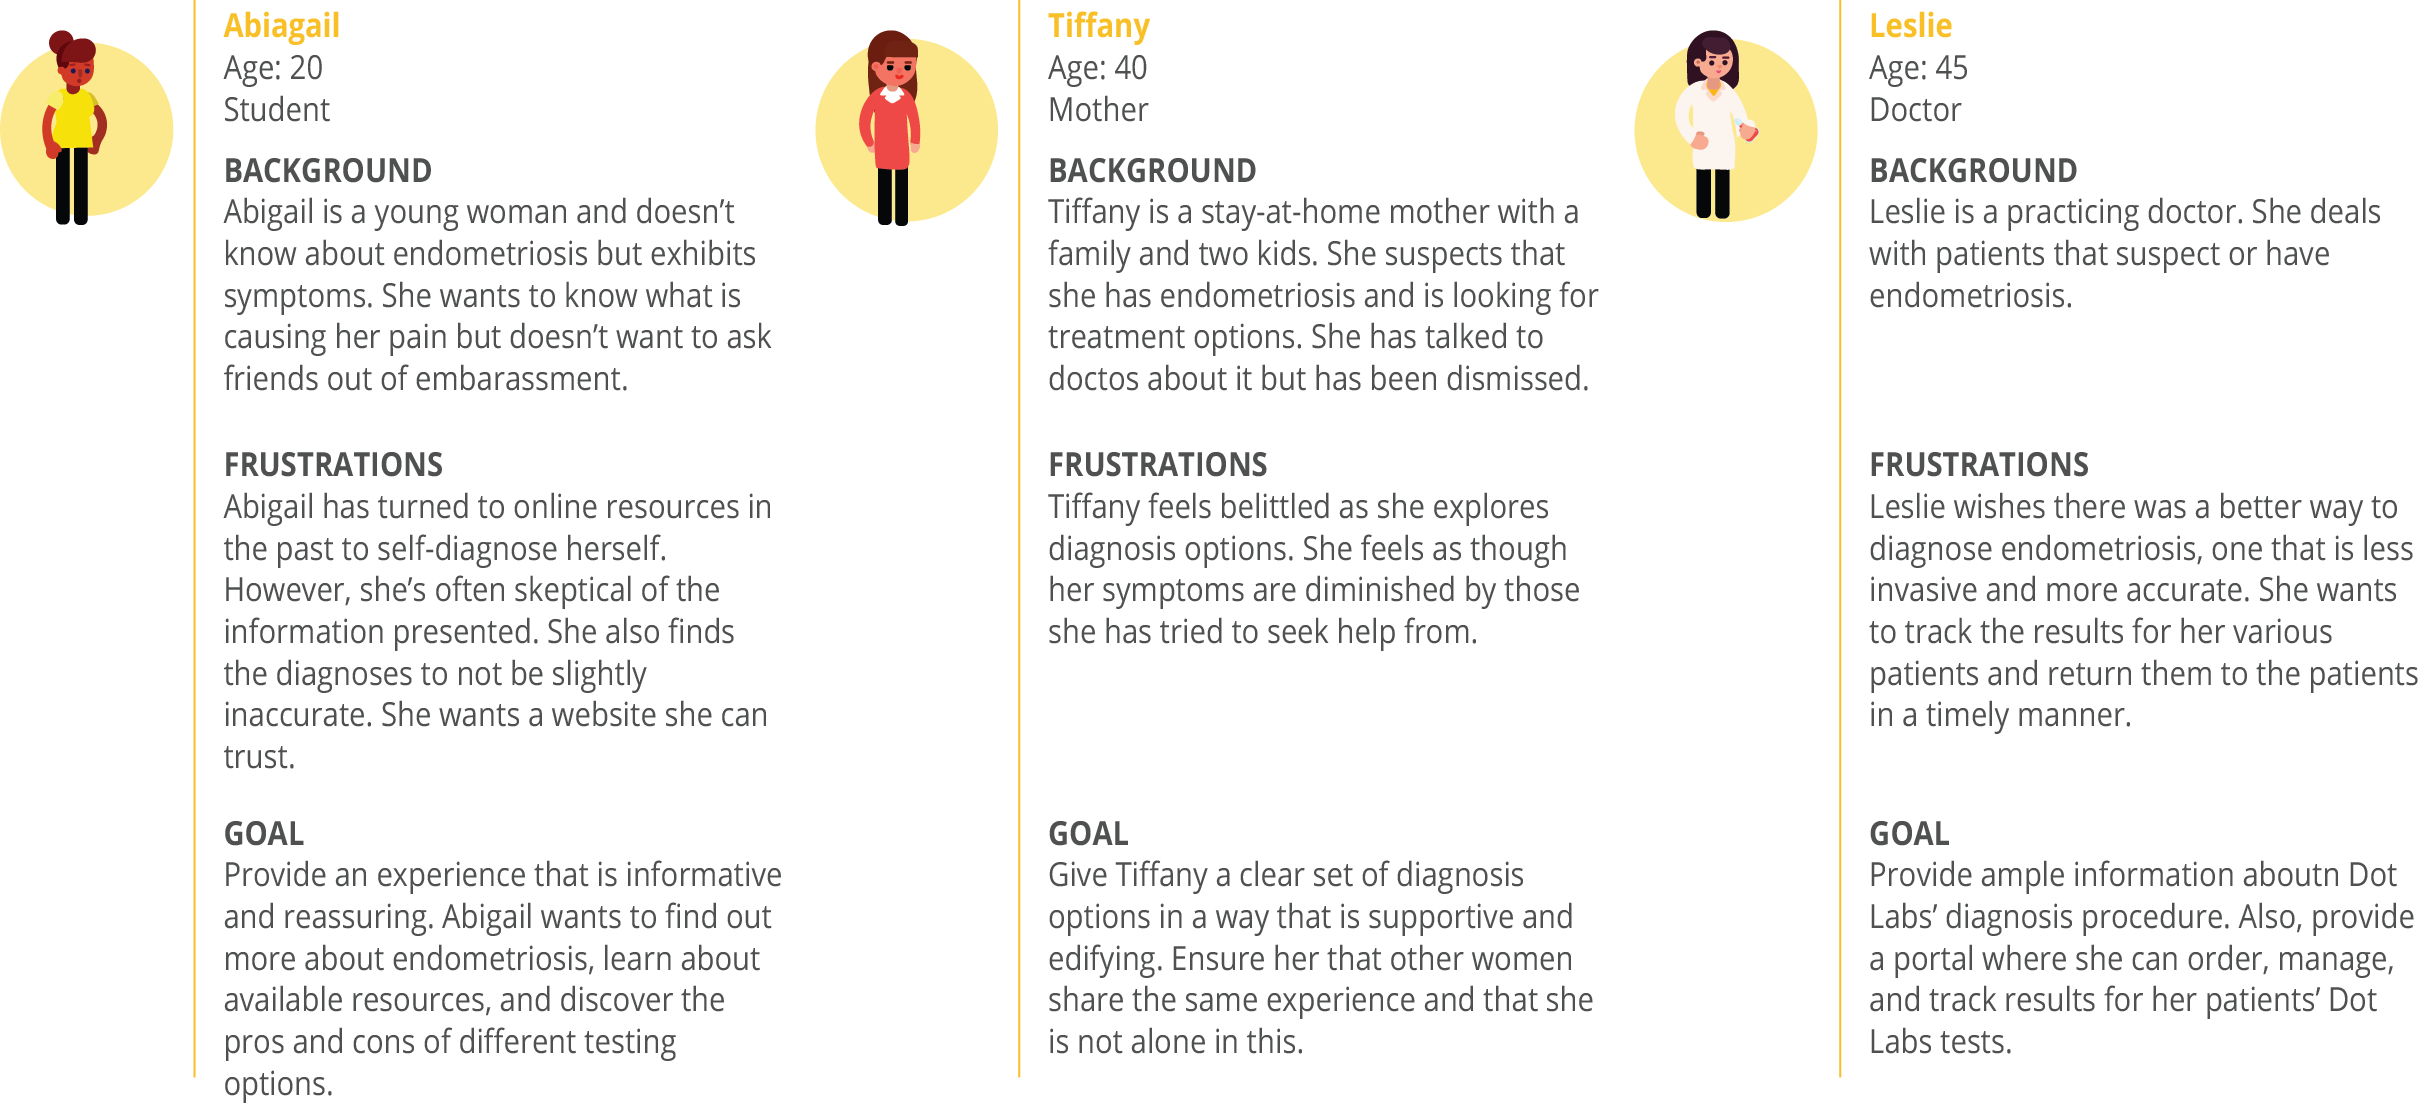 Abiagail
Age: 20
Student
BACKGROUND
Abigail is a young woman and doesn’t
know about endometriosis but exhibits
symptoms. She wants to know what is
causing her pain but doesn’t want to ask
friends out of embarassment.
FRUSTRATIONS
Abigail has turned to online resources in
the past to self-diagnose herself.
However, she’s often skeptical of the
information presented. She also finds
the diagnoses to not be slightly
inaccurate. She wants a website she can
trust.
GOAL
Provide an experience that is informative
and reassuring. Abigail wants to find out
more about endometriosis, learn about
available resources, and discover the
pros and cons of different testing
options.
Tiffany
Age: 40
Mother
BACKGROUND
Tiffany is a stay-at-home mother with a
family and two kids. She suspects that
she has endometriosis and is looking for
treatment options. She has talked to
doctos about it but has been dismissed.
FRUSTRATIONS
Tiffany feels belittled as she explores
diagnosis options. She feels as though
her symptoms are diminished by those
she has tried to seek help from.
GOAL
Give Tiffany a clear set of diagnosis
options in a way that is supportive and
edifying. Ensure her that other women
share the same experience and that she
is not alone in this.
Leslie
Age: 45
Doctor
BACKGROUND
Leslie is a practicing doctor. She deals
with patients that suspect or have
endometriosis.
FRUSTRATIONS
Leslie wishes there was a better way to
diagnose endometriosis, one that is less
invasive and more accurate. She wants
to track the results for her various
patients and return them to the patients
in a timely manner.
GOAL
Provide ample information aboutn Dot
Labs’ diagnosis procedure. Also, provide
a portal where she can order, manage,
and track results for her patients’ Dot
Labs tests.